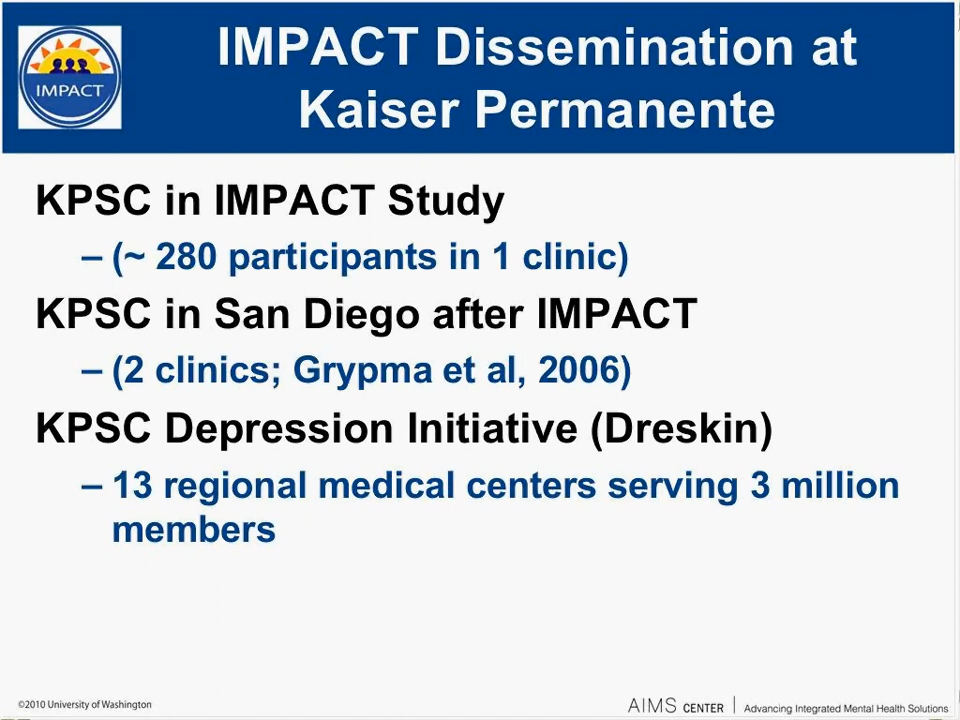 IMPACT
IMPACT Dissemination at
Kaiser Permanente
KPSC in IMPACT Study
– (~ 280 participants in 1 clinic)
KPSC in San Diego after IMPACT
– (2 clinics; Grypma et al, 2006)
KPSC Depression Initiative (Dreskin)
– 13 regional medical centers serving 3 million
members
©2010 University of Washington
AIMS CENTER | Advancing Integrated Mental Health Solutions